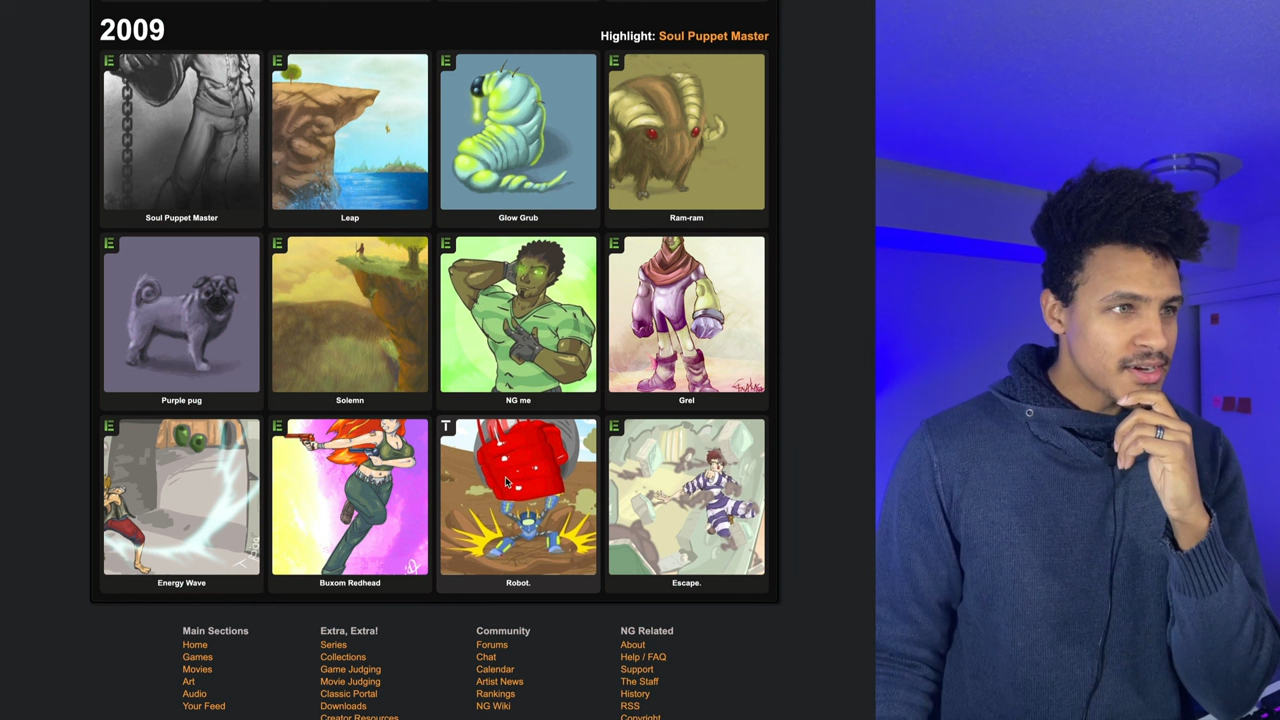 2009
Highlight: Soul Puppet Master
E
E
E
E
Soul Puppet Master
Leap
Glow Grub
Ram-ram
E
E
E
E
Purple pug
Solemn
NG me
Grel
E
E
T
E
Energy Wave
Buxom Redhead
Robot.
Escape.
Main Sections
Extra, Extra!
Community
NG Related
Home
Series
Forums
About
Games
Collections
Chat
Help / FAQ
Movies
Game Judging
Calendar
Support
Art
Movie Judging
Artist News
The Staff
Audio
Classic Portal
Rankings
History
Your Feed
Downloads
NG Wiki
RSS
Creator Resources
Copyright